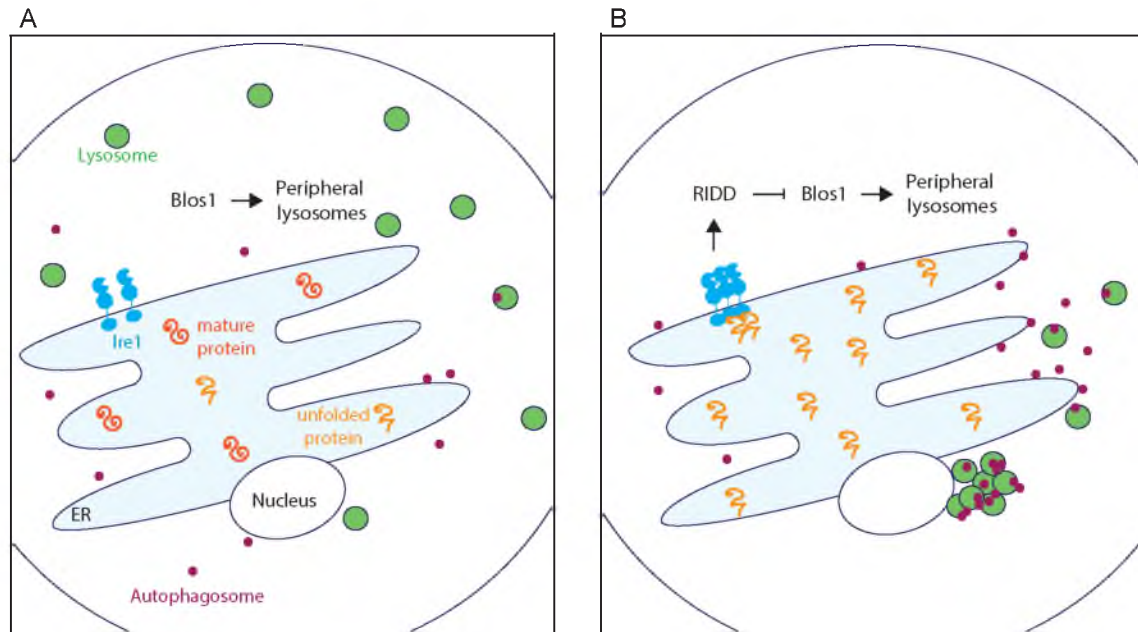 A
Lysosome
Blos1
Peripheral
lysosomes
Ire1
mature
protein
unfolded
protein
ER
Nucleus
Autophagosome
B
RIDD
Blos1
Peripheral
lysosomes